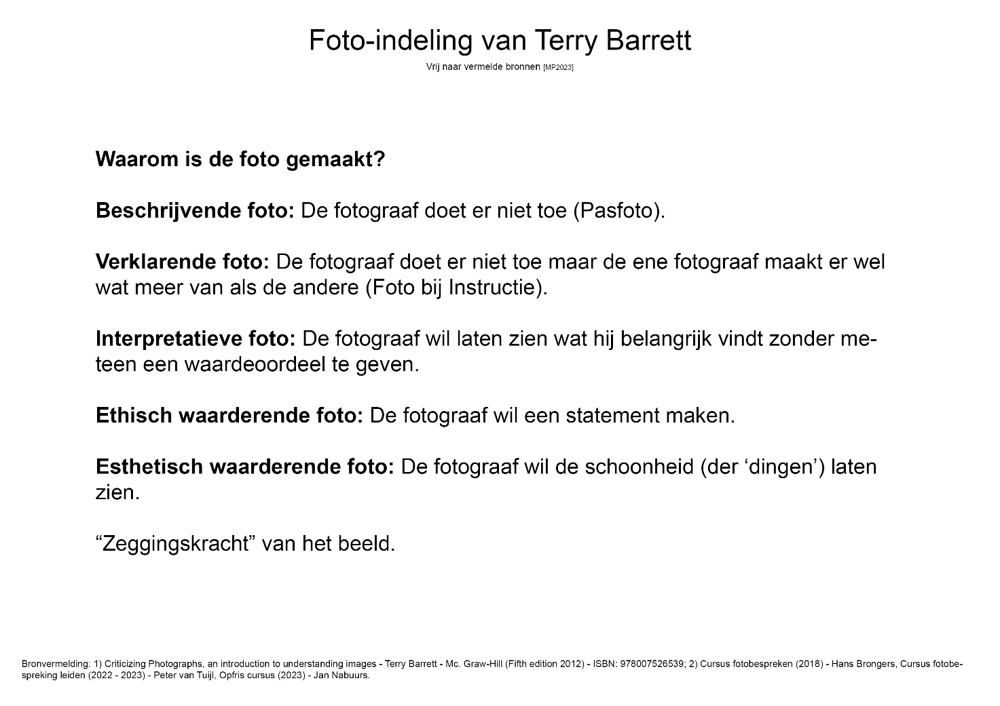 Foto-indeling van Terry Barrett
Vrij naar vermelde bronnen [MP2023]
Waarom is de foto gemaakt?
Beschrijvende foto: De fotograaf doet er niet toe (Pasfoto).
Verklarende foto: De fotograaf doet er niet toe maar de ene fotograaf maakt er wel
wat meer van als de andere (Foto bij Instructie).
Interpretatieve foto: De fotograaf wil laten zien wat hij belangrijk vindt zonder me-
teen een waardeoordeel te geven.
Ethisch waarderende foto: De fotograaf wil een statement maken.
Esthetisch waarderende foto: De fotograaf wil de schoonheid (der ‘dingen’) laten
zien.
“Zeggingskracht” van het beeld.
Bronvermelding: 1) Criticizing Photographs, an introduction to understanding images - Terry Barrett - Mc. Graw-Hill (Fifth edition 2012) - ISBN: 978007526539; 2) Cursus fotobespreken (2018) - Hans Brongers, Cursus fotobe-
spreking leiden (2022 - 2023) - Peter van Tuijl, Opfris cursus (2023) - Jan Nabuurs.